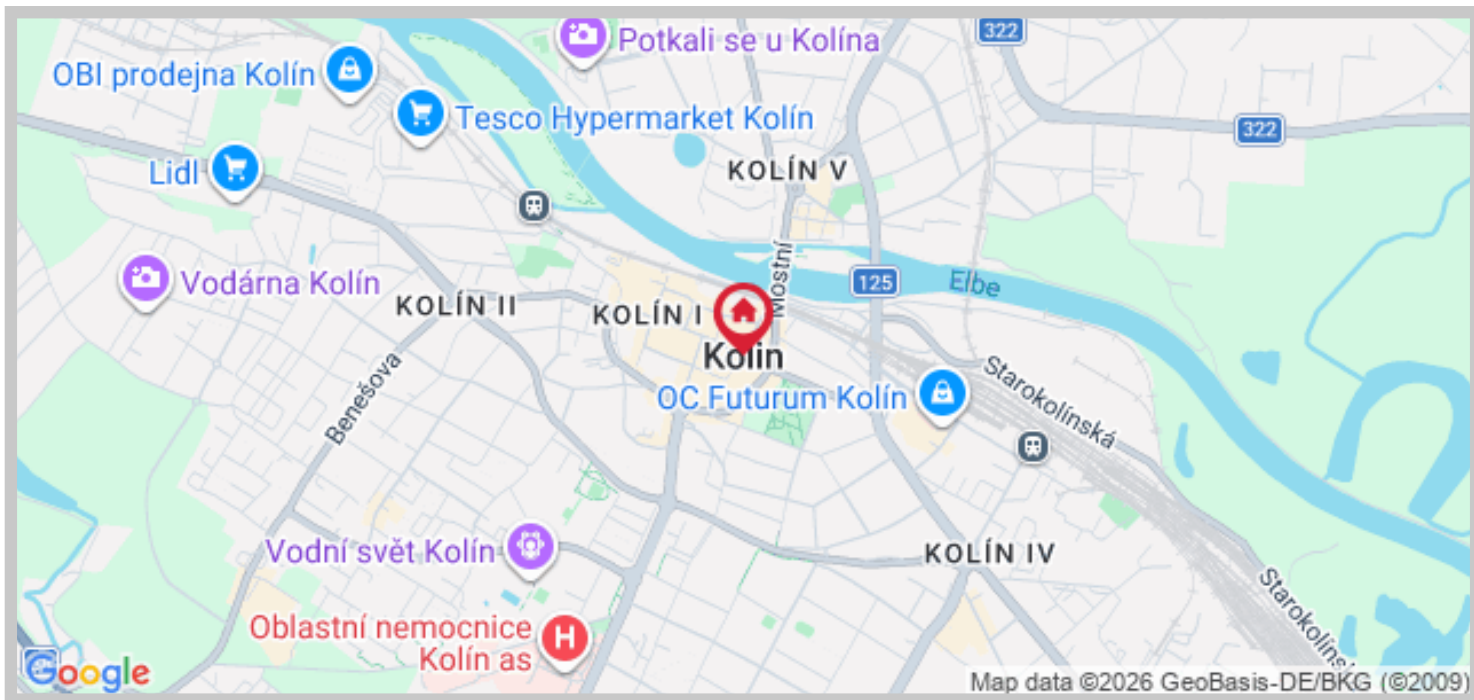 Potkali se u Kolína
322
OBI prodejna Kolín
Tesco Hypermarket Kolín
322
Lidl
KOLÍN V
Mostní
Vodárna Kolín
125
Elbe
KOLÍN II
KOLÍN I
Kolin
Benešova
OC Futurum Kolín
Starokolínská
Vodní svět Kolín
KOLÍN IV
Starokolínsk
Oblastní nemocnice
Kolín as
H
Google
Map data ©2026 GeoBasis-DE/BKG (©2009)